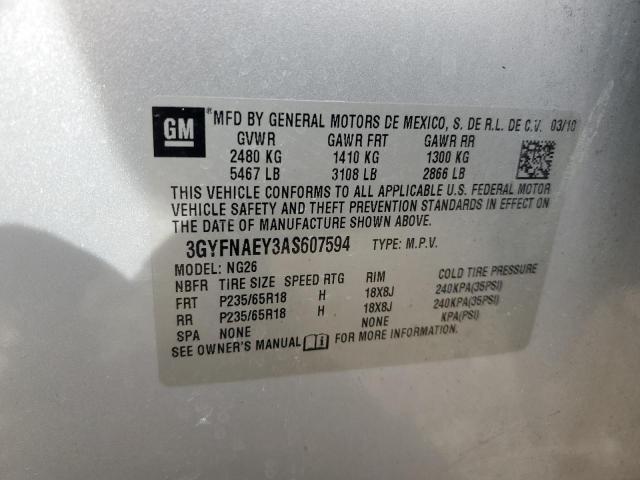 GM *MFD BY GENERAL MOTORS DE MEXICO, S. DE R.L. DE C.V. 03/10
GVWR GAWR FRT GAWR RR
2480 KG 1410 KG 1300 KG
5467 LB 3108 LB 2866 LB
THIS VEHICLE CONFORMS TO ALL APPLICABLE U.S. FEDERAL MOTOR
VEHICLE SAFETY AND THEFT PREVENTION STANDARDS IN EFFECT ON
THE DATE OF MANUFACTURE SHOWN ABOVE.
3GYFNAEY3AS607594 TYPE: M.P.V.
MODEL: NG26
NBFR TIRE SIZE SPEED RTG RIM COLD TIRE PRESSURE
FRT P235/65R18 H 18X8J 240KPA(35PSI)
RR P235/65R18 H 18X8J 240KPA(35PSI)
SPA NONE NONE KPA(PSI)
SEE OWNER'S MANUAL FOR MORE INFORMATION.